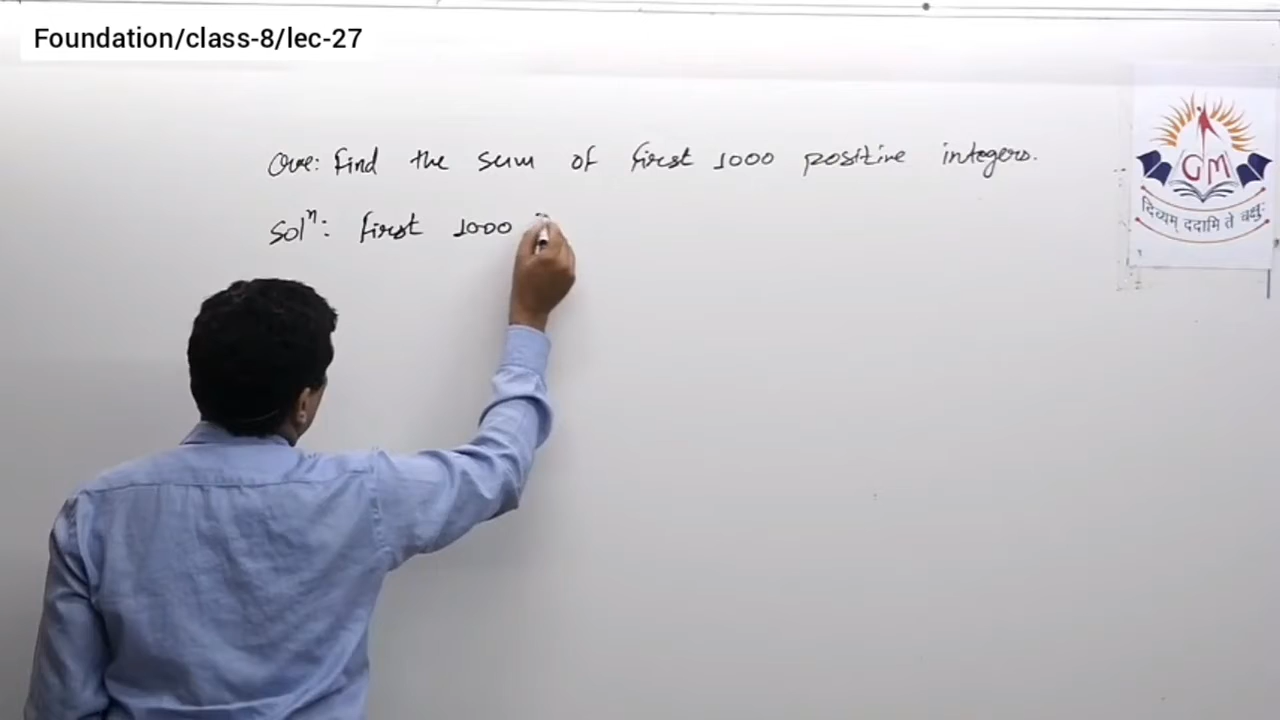 Foundation/class-8/lec-27
Que: Find the sum of first 1000 positive integers.
Solⁿ: First 1000
GM
दिव्यम् ददामि ते चक्षुः